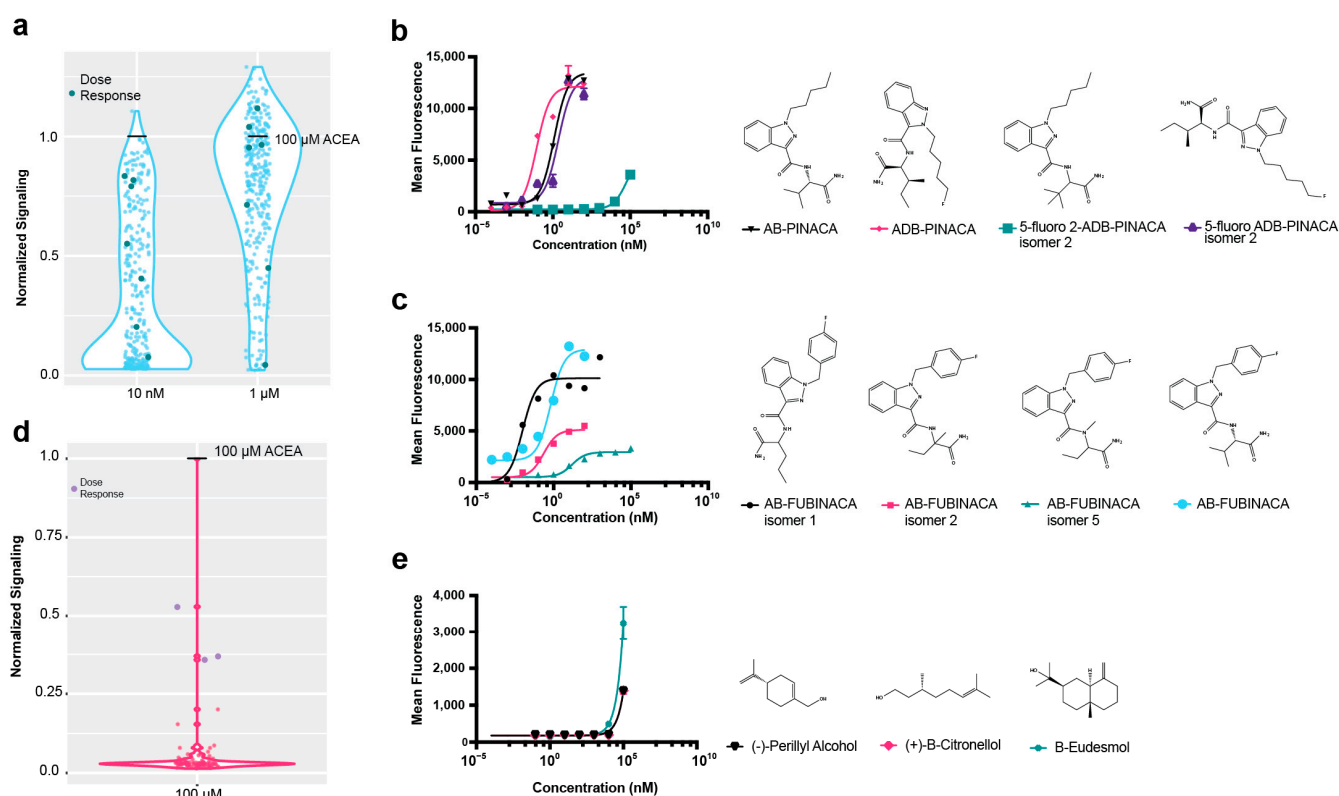 a
Dose
Response
1.0
0.5
0.0
100 µM ACEA
Normalized Signaling
10 nM
1 µM
b
15,000
10,000
5,000
0
Mean Fluorescence
10⁻⁵
10⁰
10⁵
10¹⁰
Concentration (nM)
AB-PINACA
ADB-PINACA
5-fluoro 2-ADB-PINACA
isomer 2
5-fluoro ADB-PINACA
isomer 2
c
15,000
10,000
5,000
0
Mean Fluorescence
10⁻⁵
10⁰
10⁵
10¹⁰
Concentration (nM)
AB-FUBINACA
isomer 1
AB-FUBINACA
isomer 2
AB-FUBINACA
isomer 5
AB-FUBINACA
d
100 µM ACEA
Dose
Response
1.0
0.75
0.5
0.25
0.0
Normalized Signaling
100 µM
e
4,000
3,000
2,000
1,000
0
Mean Fluorescence
10⁻⁵
10⁰
10⁵
10¹⁰
Concentration (nM)
(-)-Perillyl Alcohol
(+)-B-Citronellol
B-Eudesmol